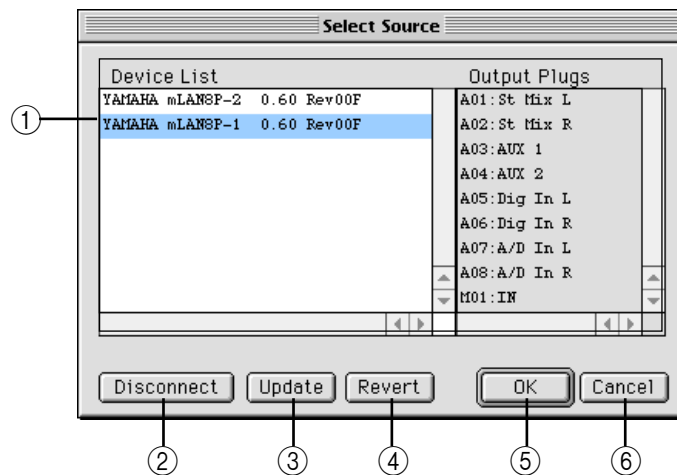 Select Source
Device List
Output Plugs
YAMAHA mLAN8P-2 0.60 Rev00F
YAMAHA mLAN8P-1 0.60 Rev00F
A01:St Mix L
A02:St Mix R
A03:AUX 1
A04:AUX 2
A05:Dig In L
A06:Dig In R
A07:A/D In L
A08:A/D In R
M01:IN
①
Disconnect
Update
Revert
OK
Cancel
②
③
④
⑤
⑥